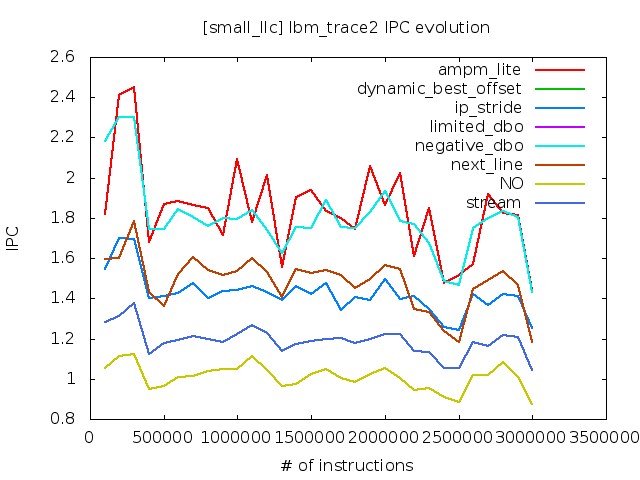 [small_llc] lbm_trace2 IPC evolution
2.6
2.4
2.2
2
1.8
1.6
1.4
1.2
1
0.8
IPC
ampm_lite
dynamic_best_offset
ip_stride
limited_dbo
negative_dbo
next_line
NO
stream
0 500000 1000000 1500000 2000000 2500000 3000000 3500000
# of instructions